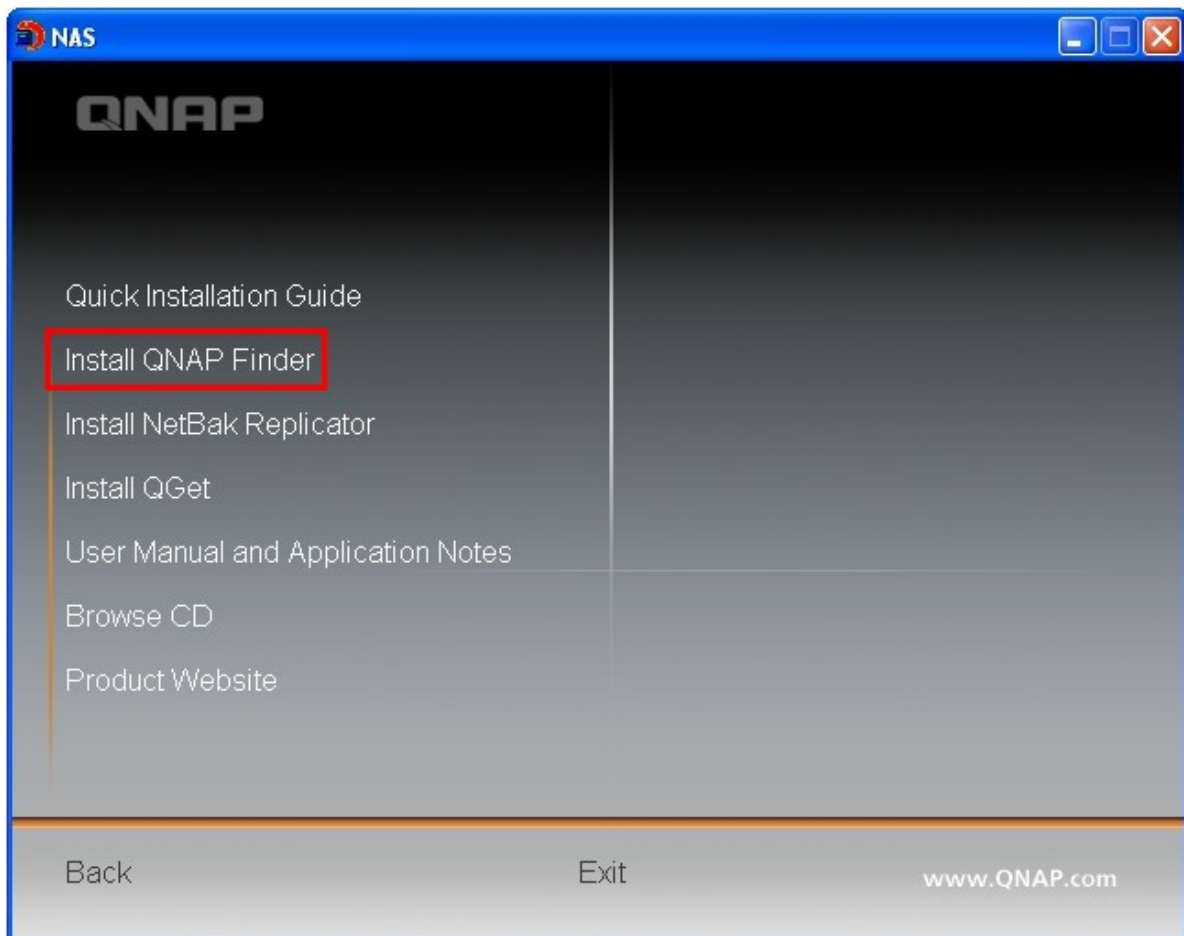 NAS
QNAP
Quick Installation Guide
Install QNAP Finder
Install NetBak Replicator
Install QGet
User Manual and Application Notes
Browse CD
Product Website
Back Exit www.QNAP.com